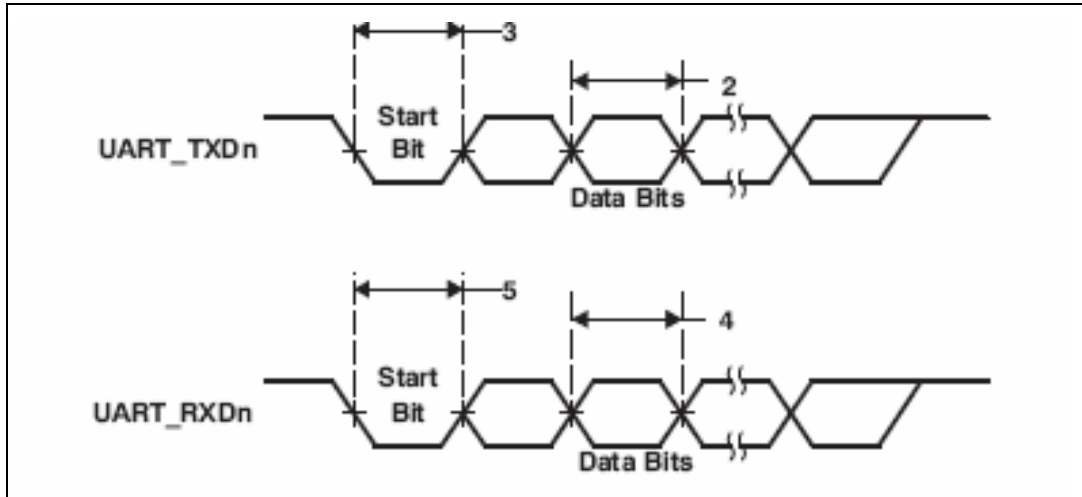 3
2
Start
Bit
UART_TXDn
Data Bits
5
4
Start
Bit
UART_RXDn
Data Bits